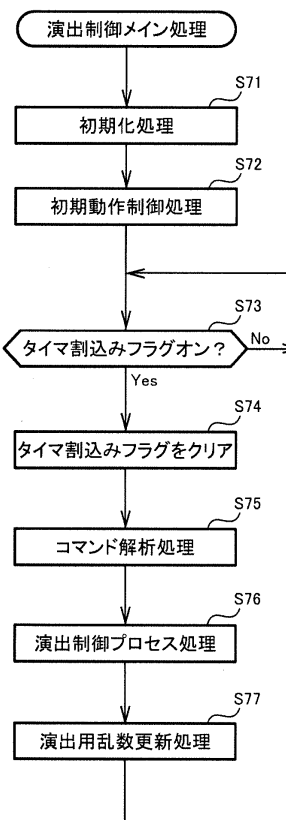 演出制御メイン処理
S71
初期化処理
S72
初期動作制御処理
S73
タイマ割込みフラグオン?
No
Yes
S74
タイマ割込みフラグをクリア
S75
コマンド解析処理
S76
演出制御プロセス処理
S77
演出用乱数更新処理